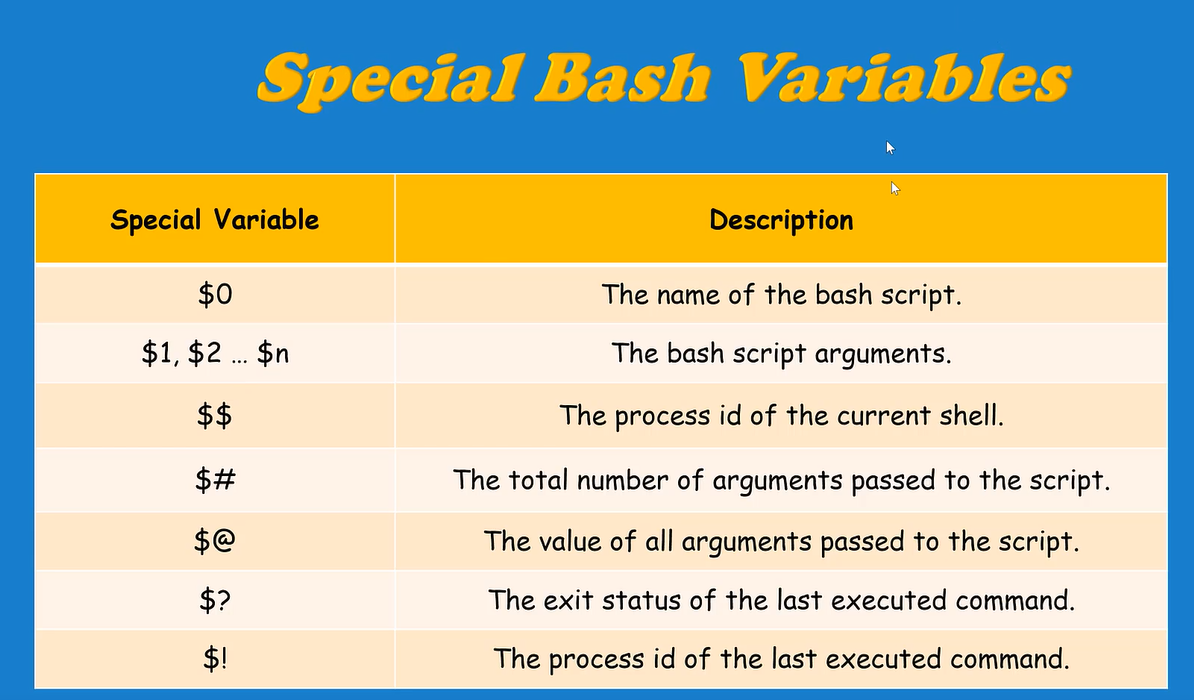 Special Bash Variables
Special Variable Description
$0 The name of the bash script.
$1, $2 ... $n The bash script arguments.
$$ The process id of the current shell.
$# The total number of arguments passed to the script.
$@ The value of all arguments passed to the script.
$? The exit status of the last executed command.
$! The process id of the last executed command.